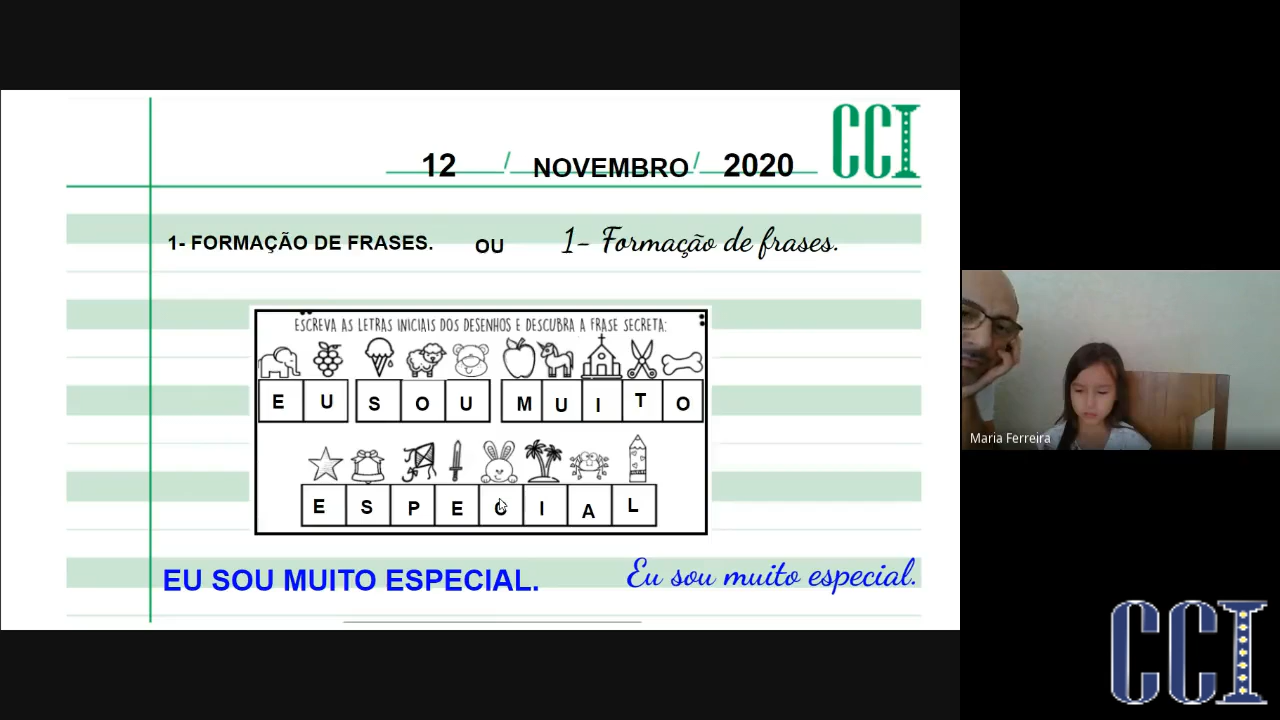 CCI
12 / NOVEMBRO / 2020
1- FORMAÇÃO DE FRASES. OU 1- Formação de frases.
ESCREVA AS LETRAS INICIAIS DOS DESENHOS E DESCUBRA A FRASE SECRETA:
E U S O U M U I T O
E S P E C I A L
EU SOU MUITO ESPECIAL. Eu sou muito especial.
Maria Ferreira
CCI